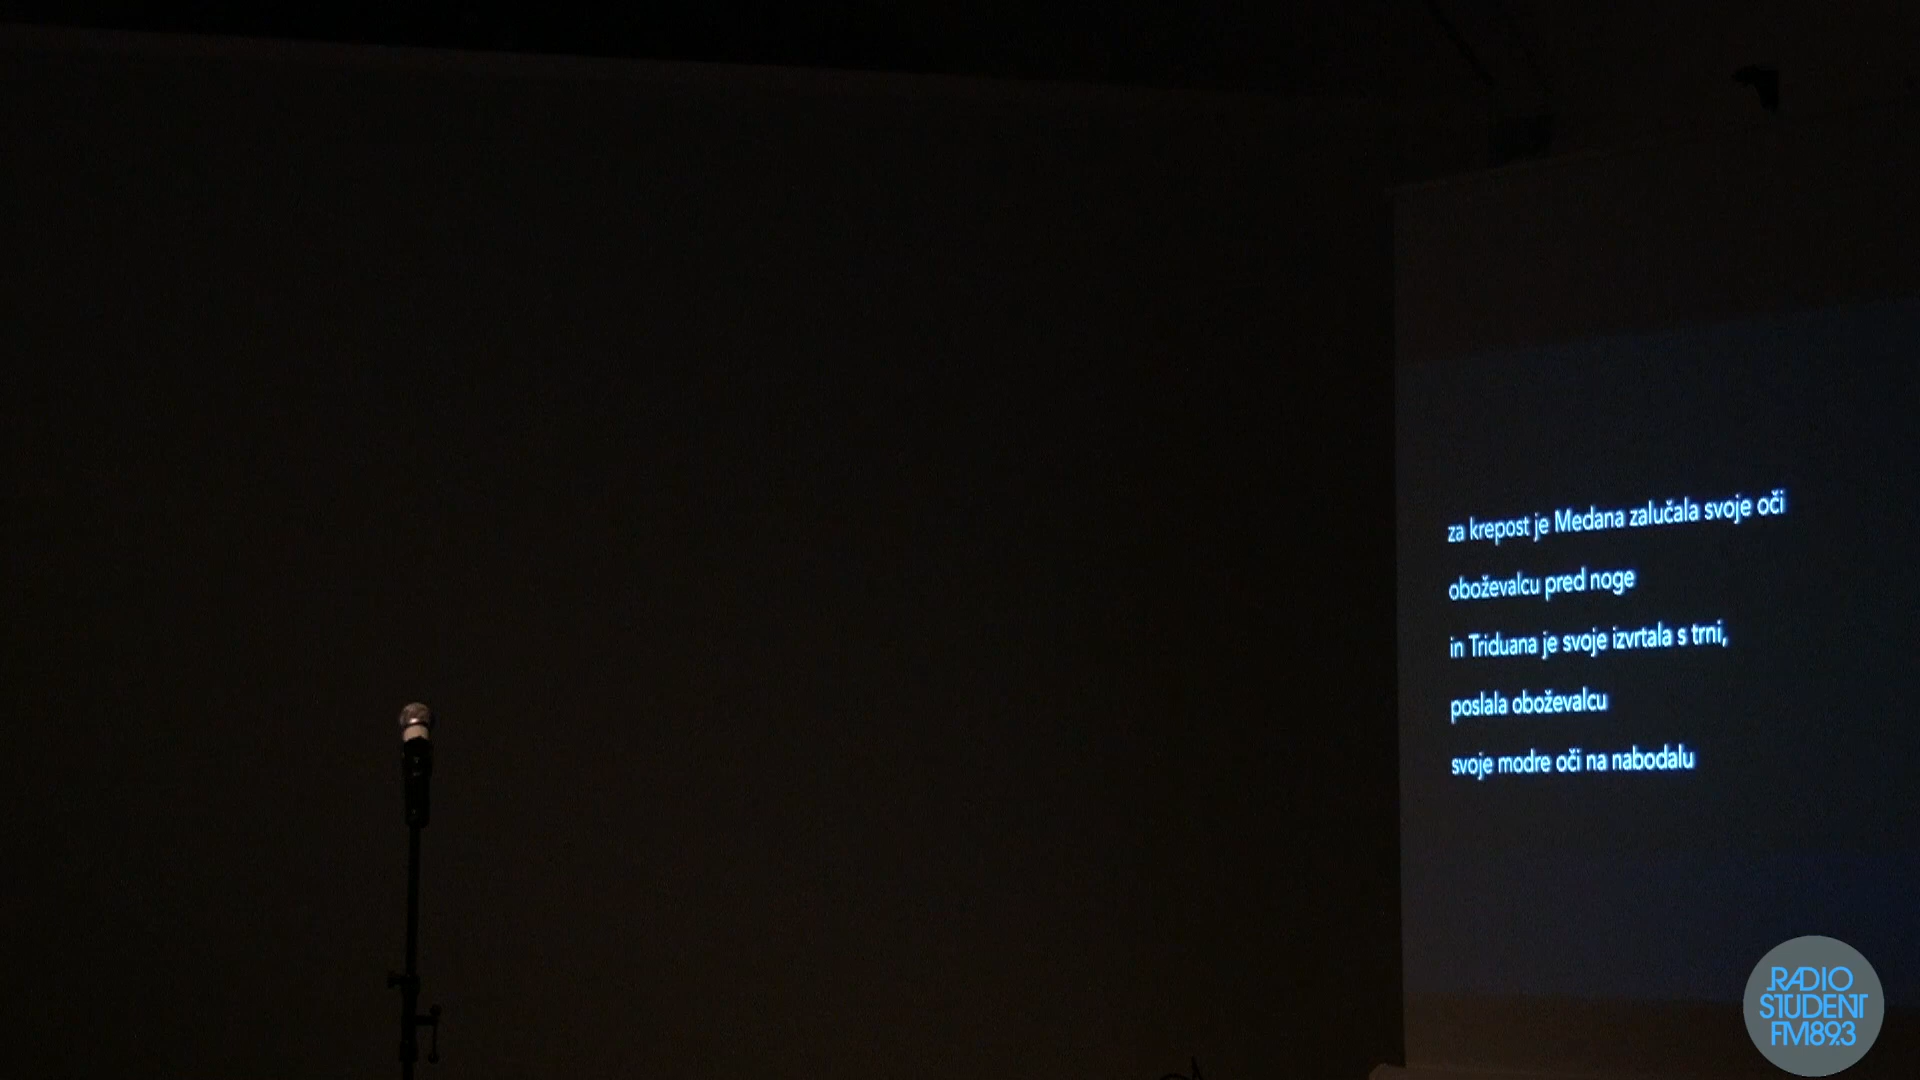 za krepost je Medana zalučala svoje oči
oboževalcu pred noge
in Triduana je svoje izvrtala s trni,
poslala oboževalcu
svoje modre oči na nabodalu
RADIO
STUDENT
FM89.3